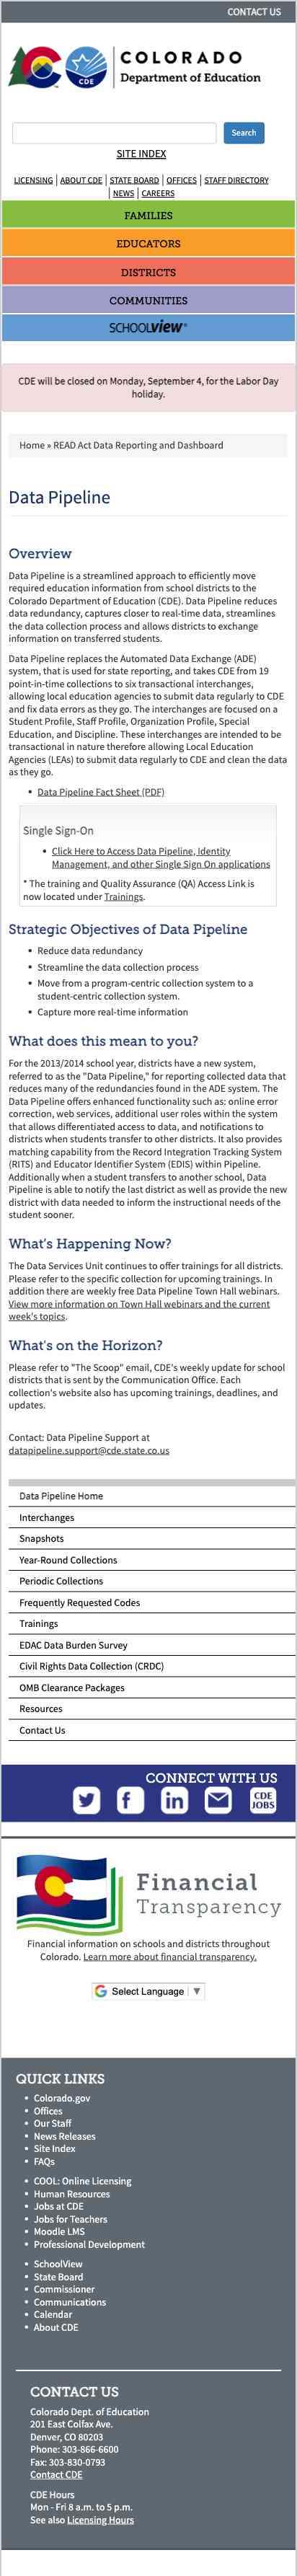 CONTACT US
CDE
COLORADO
Department of Education
Search
SITE INDEX
LICENSING | ABOUT CDE | STATE BOARD | OFFICES | STAFF DIRECTORY
| NEWS | CAREERS
FAMILIES
EDUCATORS
DISTRICTS
COMMUNITIES
SCHOOLVIEW®
CDE will be closed on Monday, September 4, for the Labor Day
holiday.
Home » READ Act Data Reporting and Dashboard
Data Pipeline
Overview
Data Pipeline is a streamlined approach to efficiently move
required education information from school districts to the
Colorado Department of Education (CDE). Data Pipeline reduces
data redundancy, captures closer to real-time data, streamlines
the data collection process and allows districts to exchange
information on transferred students.
Data Pipeline replaces the Automated Data Exchange (ADE)
system, that is used for state reporting, and takes CDE from 19
point-in-time collections to six transactional interchanges,
allowing local education agencies to submit data regularly to CDE
and fix data errors as they go. The interchanges are focused on a
Student Profile, Staff Profile, Organization Profile, Special
Education, and Discipline. These interchanges are intended to be
transactional in nature therefore allowing Local Education
Agencies (LEAs) to submit data regularly to CDE and clean the data
as they go.
• Data Pipeline Fact Sheet (PDF)
Single Sign-On
• Click Here to Access Data Pipeline, Identity
Management, and other Single Sign On applications
* The training and Quality Assurance (QA) Access Link is
now located under Trainings.
Strategic Objectives of Data Pipeline
• Reduce data redundancy
• Streamline the data collection process
• Move from a program-centric collection system to a
student-centric collection system.
• Capture more real-time information
What does this mean to you?
For the 2013/2014 school year, districts have a new system,
referred to as the "Data Pipeline," for reporting collected data that
reduces many of the redundancies found in the ADE system. The
Data Pipeline offers enhanced functionality such as: online error
correction, web services, additional user roles within the system
that allows differentiated access to data, and notifications to
districts when students transfer to other districts. It also provides
matching capability from the Record Integration Tracking System
(RITS) and Educator Identifier System (EDIS) within Pipeline.
Additionally when a student transfers to another school, Data
Pipeline is able to notify the last district as well as provide the new
district with data needed to inform the instructional needs of the
student sooner.
What's Happening Now?
The Data Services Unit continues to offer trainings for all districts.
Please refer to the specific collection for upcoming trainings. In
addition there are weekly free Data Pipeline Town Hall webinars.
View more information on Town Hall webinars and the current
week's topics.
What's on the Horizon?
Please refer to "The Scoop" email, CDE's weekly update for school
districts that is sent by the Communication Office. Each
collection's website also has upcoming trainings, deadlines, and
updates.
Contact: Data Pipeline Support at
datapipeline.support@cde.state.co.us
Data Pipeline Home
Interchanges
Snapshots
Year-Round Collections
Periodic Collections
Frequently Requested Codes
Trainings
EDAC Data Burden Survey
Civil Rights Data Collection (CRDC)
OMB Clearance Packages
Resources
Contact Us
CONNECT WITH US
CDE
JOBS
Financial
Transparency
Financial information on schools and districts throughout
Colorado. Learn more about financial transparency.
Select Language ▼
QUICK LINKS
• Colorado.gov
• Offices
• Our Staff
• News Releases
• Site Index
• FAQs
• COOL: Online Licensing
• Human Resources
• Jobs at CDE
• Jobs for Teachers
• Moodle LMS
• Professional Development
• SchoolView
• State Board
• Commissioner
• Communications
• Calendar
• About CDE
CONTACT US
Colorado Dept. of Education
201 East Colfax Ave.
Denver, CO 80203
Phone: 303-866-6600
Fax: 303-830-0793
Contact CDE
CDE Hours
Mon - Fri 8 a.m. to 5 p.m.
See also Licensing Hours